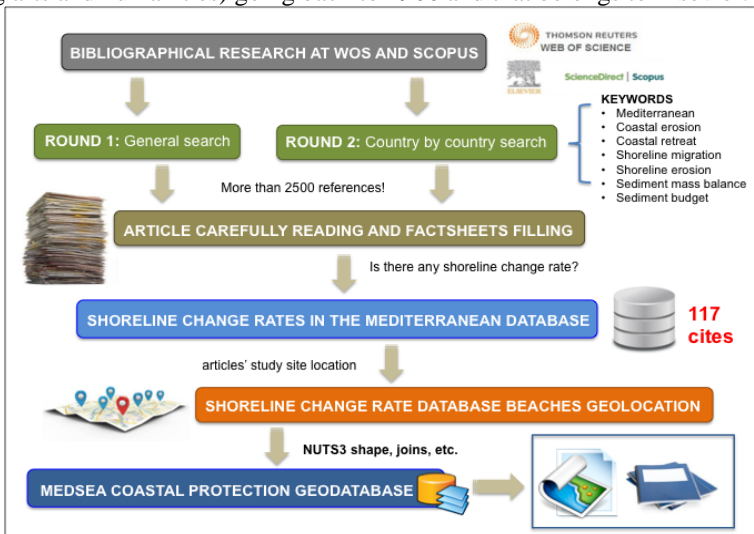 BIBLIOGRAPHICAL RESEARCH AT WOS AND SCOPUS
THOMSON REUTERS
WEB OF SCIENCE
ELSEVIER
ScienceDirect | Scopus
KEYWORDS
• Mediterranean
• Coastal erosion
• Coastal retreat
• Shoreline migration
• Shoreline erosion
• Sediment mass balance
• Sediment budget
ROUND 1: General search
ROUND 2: Country by country search
More than 2500 references!
ARTICLE CAREFULLY READING AND FACTSHEETS FILLING
Is there any shoreline change rate?
SHORELINE CHANGE RATES IN THE MEDITERRANEAN DATABASE
117
cites
articles' study site location
SHORELINE CHANGE RATE DATABASE BEACHES GEOLOCATION
NUTS3 shape, joins, etc.
MEDSEA COASTAL PROTECTION GEODATABASE